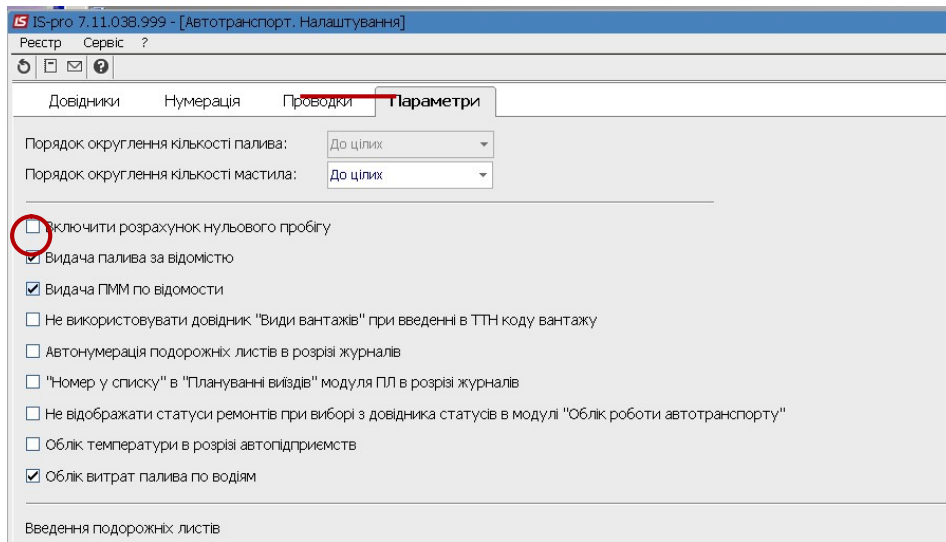 IS-pro 7.11.038.999 - [Автотранспорт. Налаштування]
Реєстр Сервіс ?
Довідники Нумерація Проводки Параметри
Порядок округлення кількості палива: До цілих
Порядок округлення кількості мастила: До цілих
Включити розрахунок нульового пробігу
Видача палива за відомістю
Видача ПММ по відомости
Не використовувати довідник "Види вантажів" при введенні в ТТН коду вантажу
Автонумерація подорожніх листів в розрізі журналів
"Номер у списку" в "Плануванні виїздів" модуля ПЛ в розрізі журналів
Не відображати статуси ремонтів при виборі з довідника статусів в модулі "Облік роботи автотранспорту"
Облік температури в розрізі автопідприємств
Облік витрат палива по водіям
Введення подорожніх листів